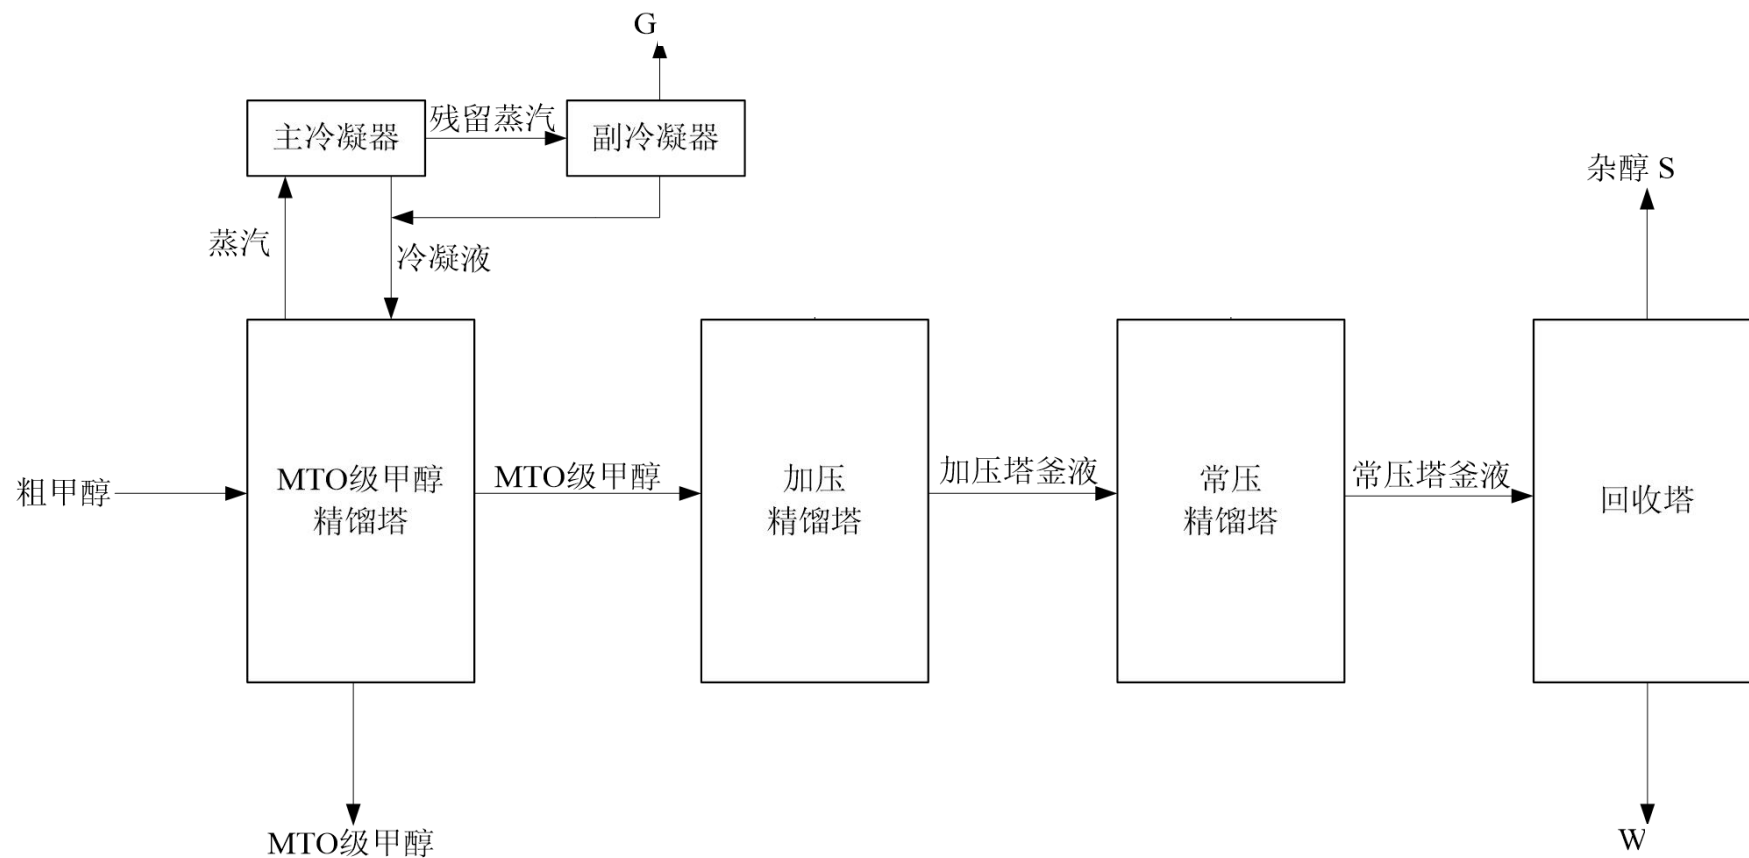 G
主冷凝器
残留蒸汽
副冷凝器
杂醇 S
蒸汽
冷凝液
粗甲醇
MTO级甲醇
精馏塔
MTO级甲醇
加压
精馏塔
加压塔釜液
常压
精馏塔
常压塔釜液
回收塔
MTO级甲醇
W